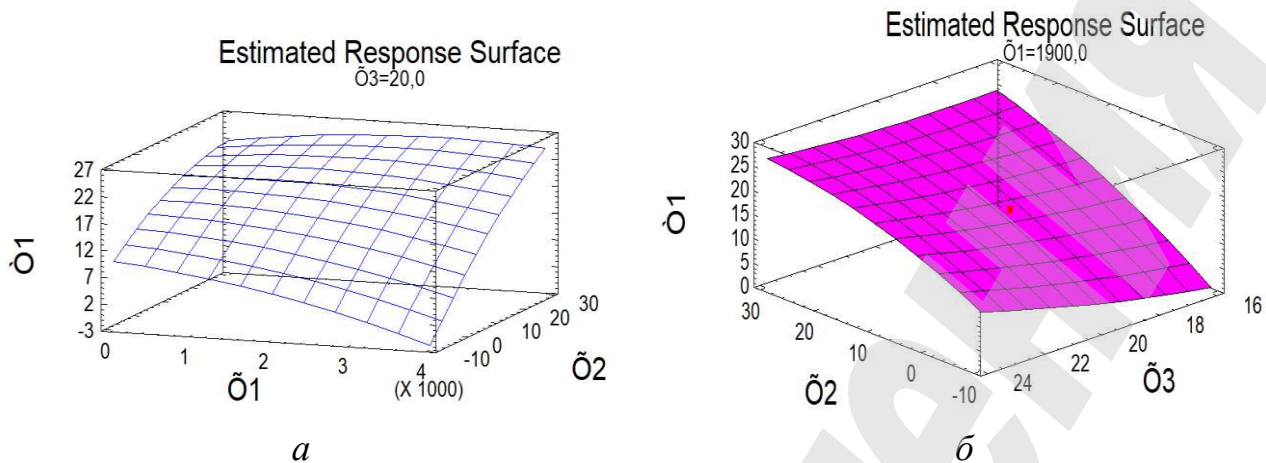 Estimated Response Surface
Õ3=20,0
27
22
17
12
7
2
-3
Ò1
0
1
2
3
4
(X 1000)
Õ1
-10
0
10
20
30
Õ2
а
Estimated Response Surface
Õ1=1900,0
30
25
20
15
10
5
0
Ò1
30
20
10
0
-10
Õ2
24
22
20
18
16
Õ3
б